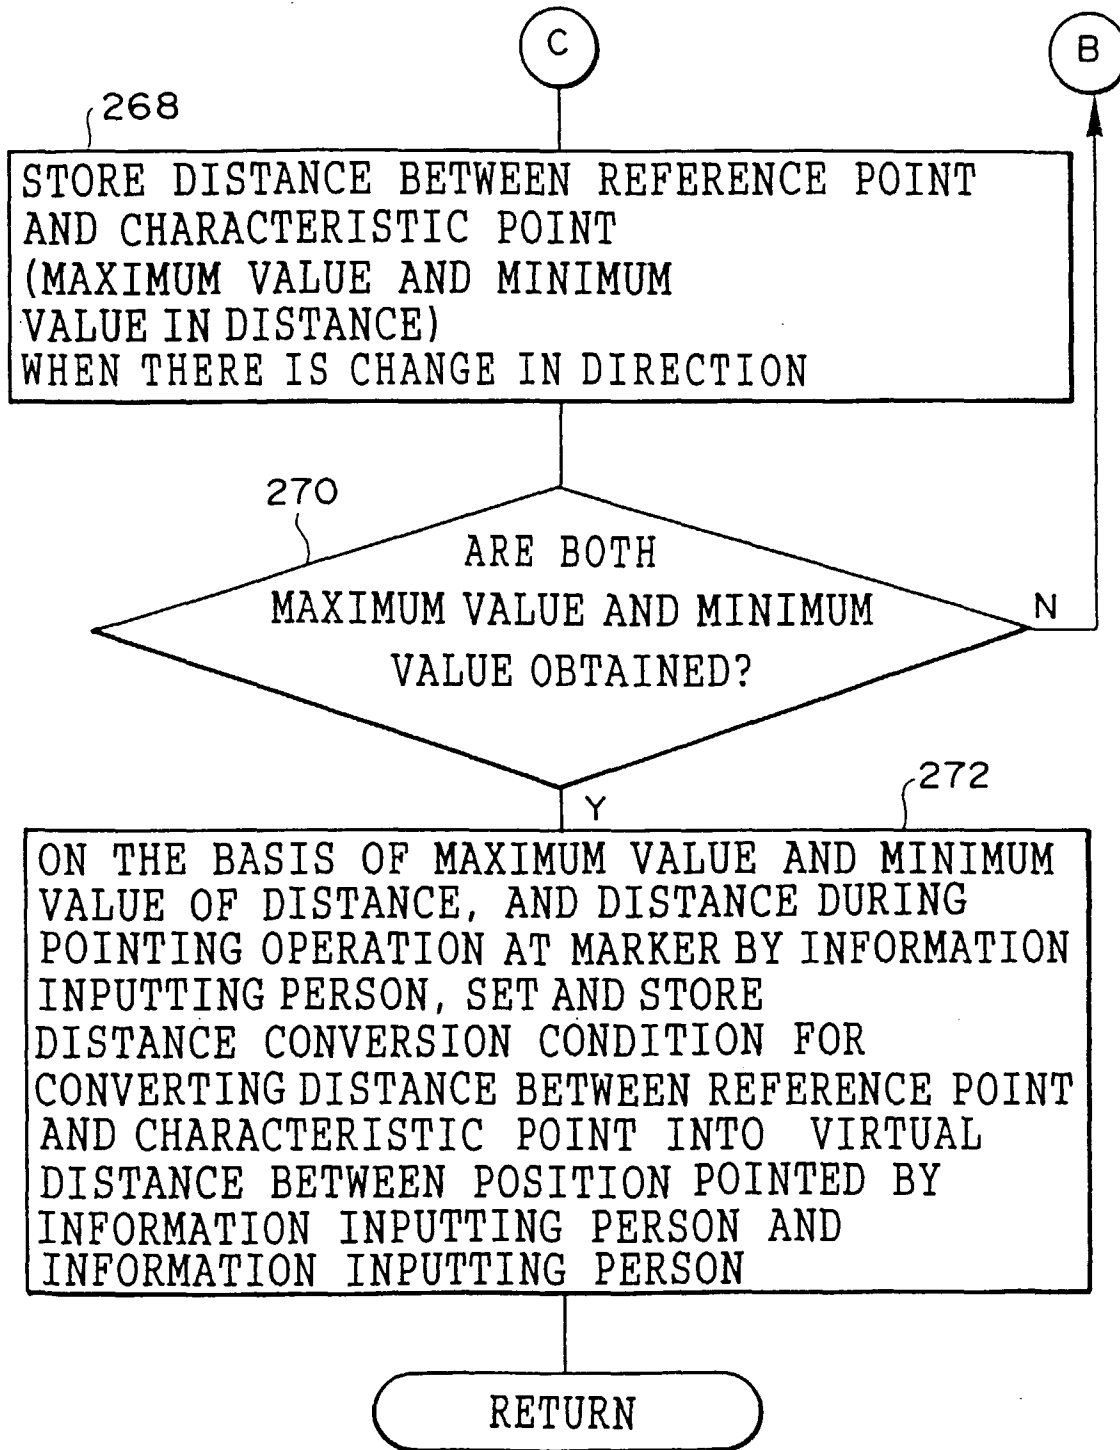 C
B
268
STORE DISTANCE BETWEEN REFERENCE POINT
AND CHARACTERISTIC POINT
(MAXIMUM VALUE AND MINIMUM
VALUE IN DISTANCE)
WHEN THERE IS CHANGE IN DIRECTION
270
ARE BOTH
MAXIMUM VALUE AND MINIMUM
VALUE OBTAINED?
N
Y
272
ON THE BASIS OF MAXIMUM VALUE AND MINIMUM
VALUE OF DISTANCE, AND DISTANCE DURING
POINTING OPERATION AT MARKER BY INFORMATION
INPUTTING PERSON, SET AND STORE
DISTANCE CONVERSION CONDITION FOR
CONVERTING DISTANCE BETWEEN REFERENCE POINT
AND CHARACTERISTIC POINT INTO VIRTUAL
DISTANCE BETWEEN POSITION POINTED BY
INFORMATION INPUTTING PERSON AND
INFORMATION INPUTTING PERSON
RETURN